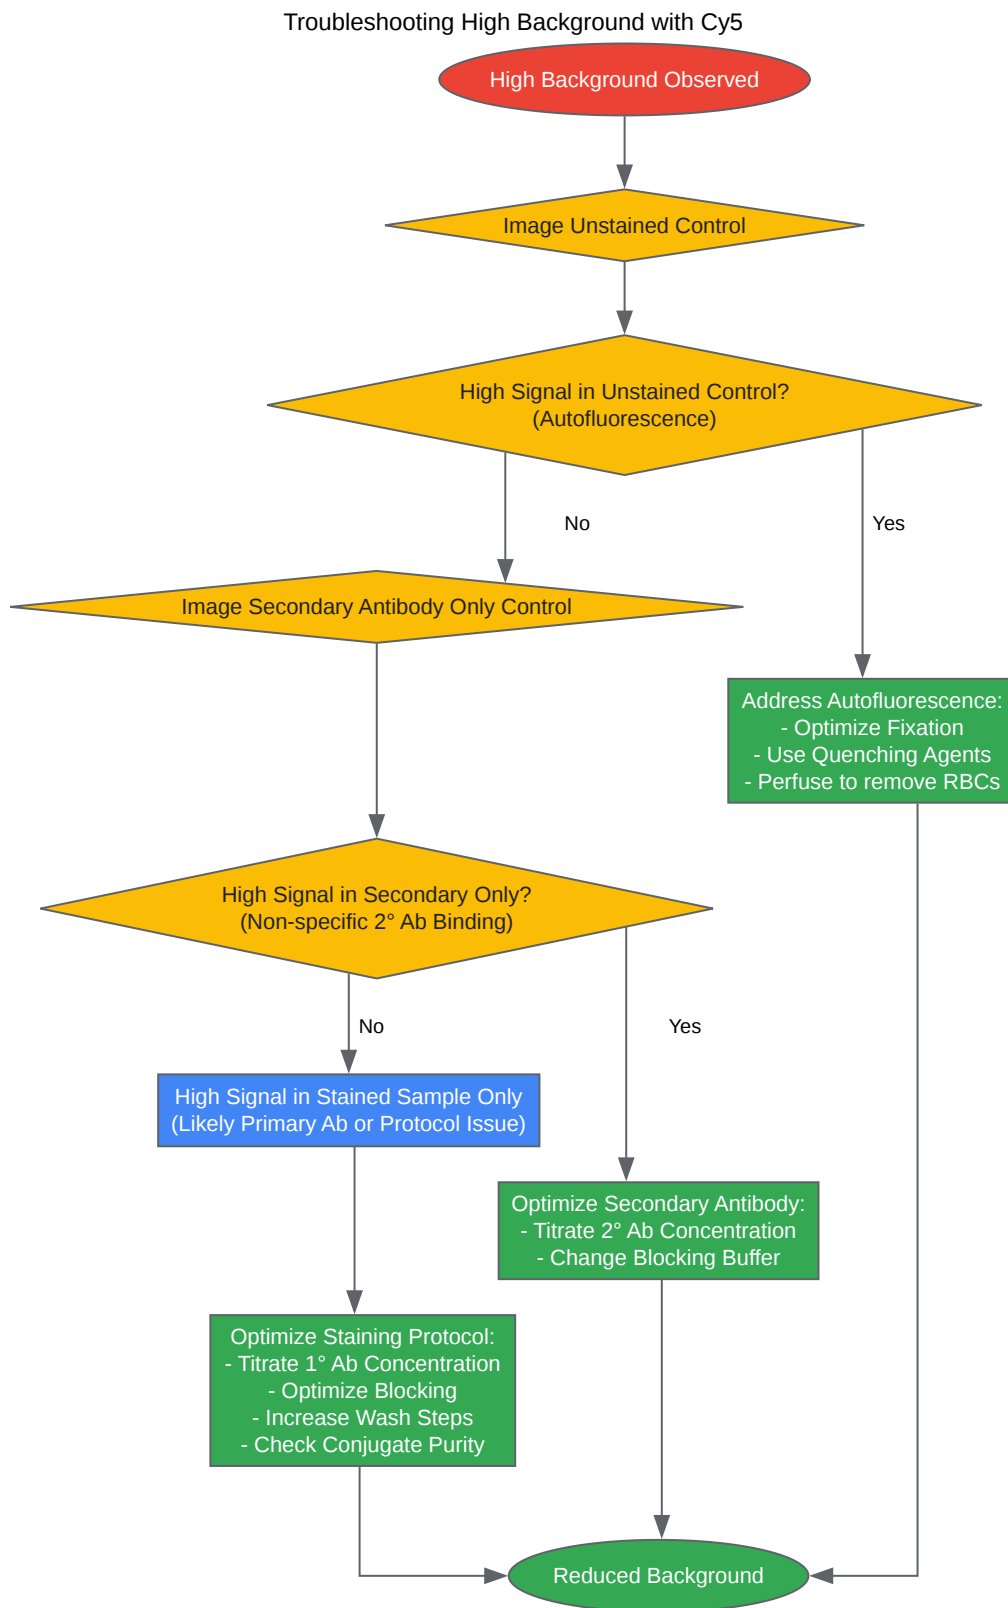 Troubleshooting High Background with Cy5
High Background Observed
Image Unstained Control
High Signal in Unstained Control?
(Autofluorescence)
No
Yes
Image Secondary Antibody Only Control
Address Autofluorescence:
- Optimize Fixation
- Use Quenching Agents
- Perfuse to remove RBCs
High Signal in Secondary Only?
(Non-specific 2° Ab Binding)
No
Yes
High Signal in Stained Sample Only
(Likely Primary Ab or Protocol Issue)
Optimize Secondary Antibody:
- Titrate 2° Ab Concentration
- Change Blocking Buffer
Optimize Staining Protocol:
- Titrate 1° Ab Concentration
- Optimize Blocking
- Increase Wash Steps
- Check Conjugate Purity
Reduced Background